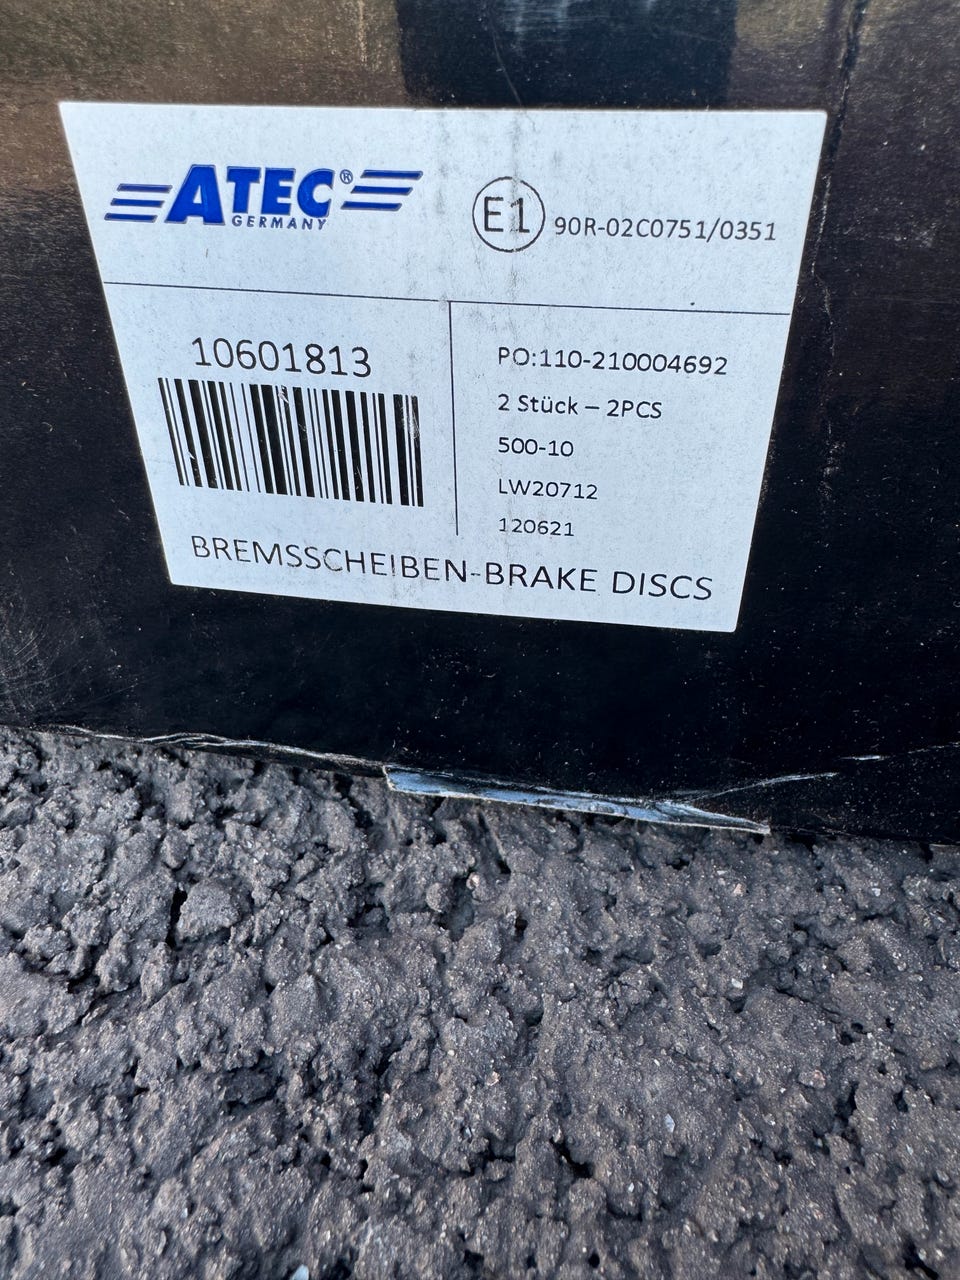 ATEC®
GERMANY
E1 90R-02C0751/0351
10601813
PO:110-210004692
2 Stück – 2PCS
500-10
LW20712
120621
BREMSSCHEIBEN-BRAKE DISCS